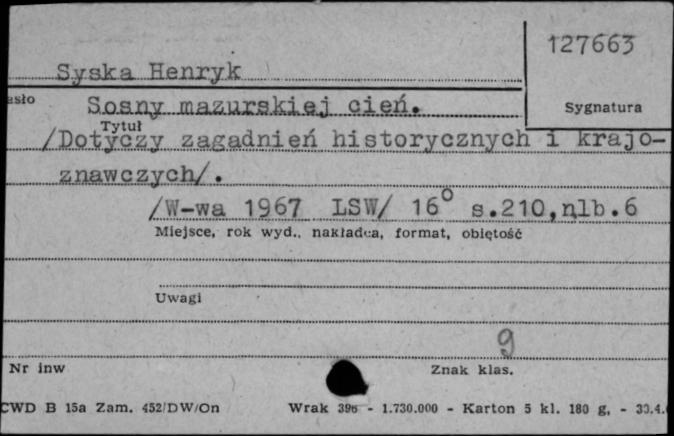 127663
Syska Henryk
asło Sosny mazurskiej cień. Sygnatura
Tytuł
/Dotyczy zagadnień historycznych i krajo-
znawczych/.
/W-wa 1967 LSW/ 16° s.210,nlb.6
Miejsce, rok wyd., nakładca, format, objętość
Uwagi
9
Nr inw Znak klas.
CWD B 15a Zam. 452/DW/On Wrak 396 - 1.730.000 - Karton 5 kl. 180 g, - 30.4.